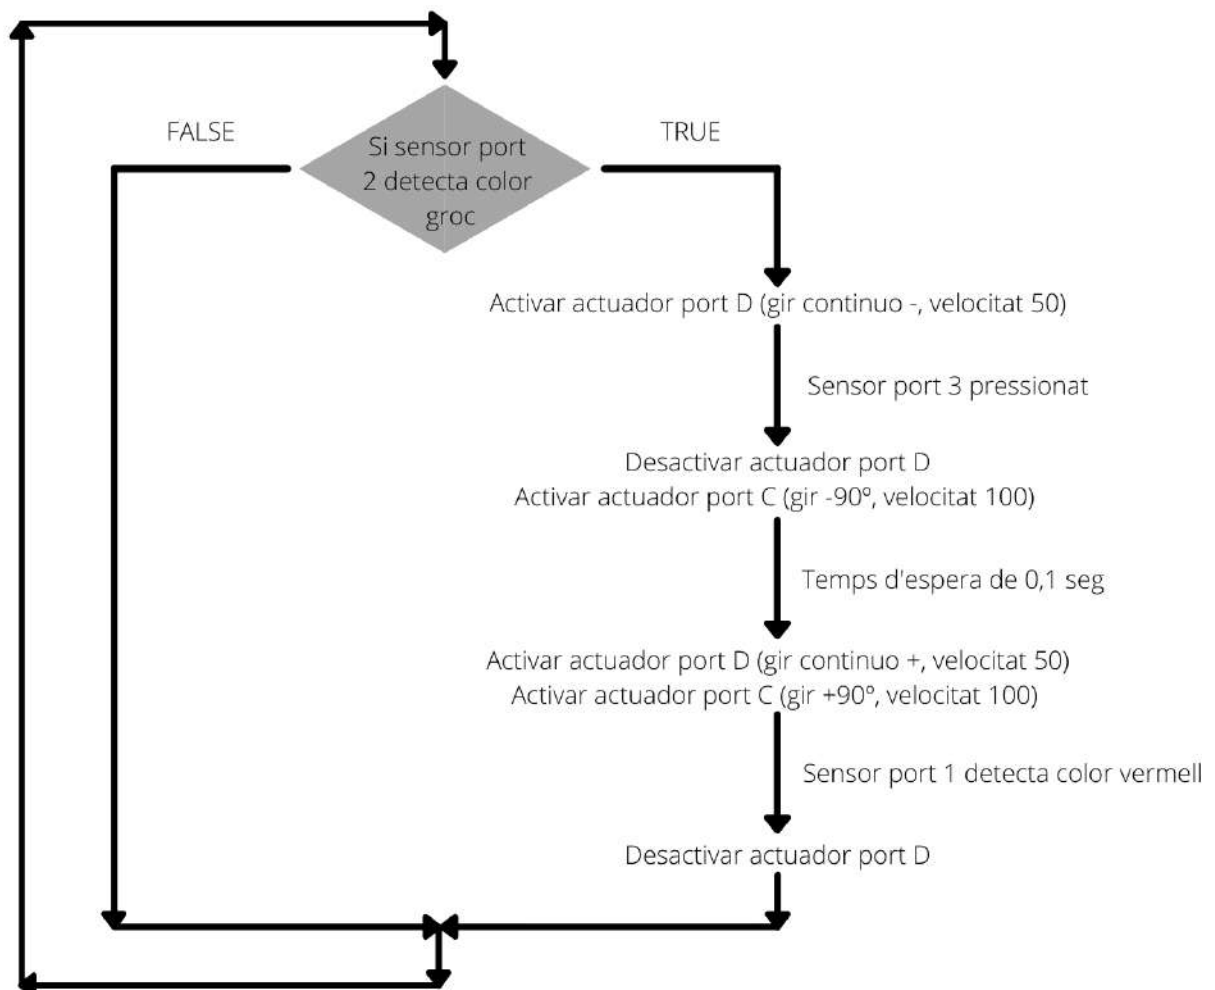 FALSE
TRUE
Si sensor port
2 detecta color
groc
Activar actuador port D (gir continuo -, velocitat 50)
Sensor port 3 pressionat
Desactivar actuador port D
Activar actuador port C (gir -90º, velocitat 100)
Temps d'espera de 0,1 seg
Activar actuador port D (gir continuo +, velocitat 50)
Activar actuador port C (gir +90º, velocitat 100)
Sensor port 1 detecta color vermell
Desactivar actuador port D